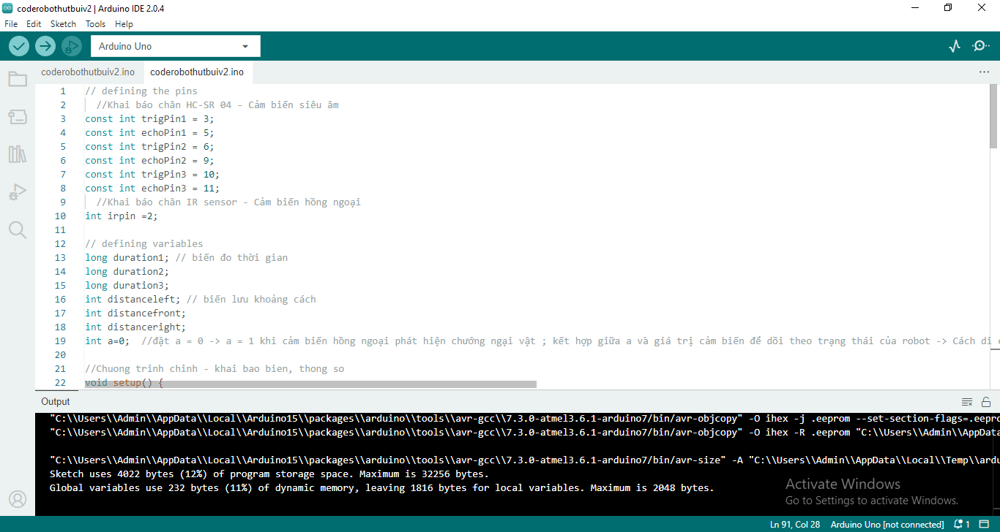 coderobothutbuiv2 | Arduino IDE 2.0.4
File Edit Sketch Tools Help
Arduino Uno
coderobothutbuiv2.ino coderobothutbuiv2.ino
1 // defining the pins
2 //Khai báo chân HC-SR 04 - Cảm biến siêu âm
3 const int trigPin1 = 3;
4 const int echoPin1 = 5;
5 const int trigPin2 = 6;
6 const int echoPin2 = 9;
7 const int trigPin3 = 10;
8 const int echoPin3 = 11;
9 //Khai báo chân IR sensor - Cảm biến hồng ngoại
10 int irpin =2;
11
12 // defining variables
13 long duration1; // biến đo thời gian
14 long duration2;
15 long duration3;
16 int distanceleft; // biến lưu khoảng cách
17 int distancefront;
18 int distanceright;
19 int a=0; //đặt a = 0 -> a = 1 khi cảm biến hồng ngoại phát hiện chướng ngại vật ; kết hợp giữa a và giá trị cảm biến để dõi theo trạng thái của robot -> Cách di
20
21 //Chuong trinh chinh - khai bao bien, thong so
22 void setup() {
Output
"C:\\Users\\Admin\\AppData\\Local\\Arduino15\\packages\\arduino\\tools\\avr-gcc\\7.3.0-atmel3.6.1-arduino7/bin/avr-objcopy" -O ihex -j .eeprom --set-section-flags=.eepro
"C:\\Users\\Admin\\AppData\\Local\\Arduino15\\packages\\arduino\\tools\\avr-gcc\\7.3.0-atmel3.6.1-arduino7/bin/avr-objcopy" -O ihex -R .eeprom "C:\\Users\\Admin\\AppData
"C:\\Users\\Admin\\AppData\\Local\\Arduino15\\packages\\arduino\\tools\\avr-gcc\\7.3.0-atmel3.6.1-arduino7/bin/avr-size" -A "C:\\Users\\Admin\\AppData\\Local\\Temp\\ardu
Sketch uses 4022 bytes (12%) of program storage space. Maximum is 32256 bytes.
Global variables use 232 bytes (11%) of dynamic memory, leaving 1816 bytes for local variables. Maximum is 2048 bytes.
Activate Windows
Go to Settings to activate Windows.
Ln 91, Col 28 Arduino Uno [not connected] 1